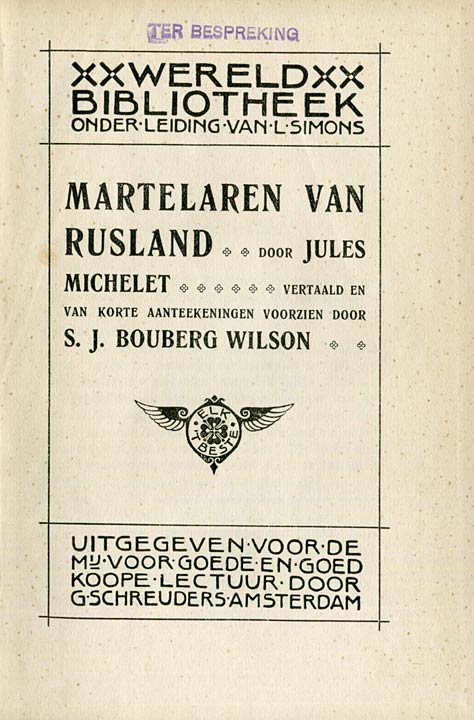 TER BESPREKING
XXWERELDXX
BIBLIOTHEEK
ONDER·LEIDING·VAN·L·SIMONS
MARTELAREN VAN
RUSLAND DOOR JULES
MICHELET VERTAALD EN
VAN KORTE AANTEEKENINGEN VOORZIEN DOOR
S. J. BOUBERG WILSON
ELK
'T BESTE
UITGEGEVEN·VOOR·DE
MIJ·VOOR·GOEDE·EN·GOED
KOOPE·LECTUUR·DOOR
G·SCHREUDERS·AMSTERDAM